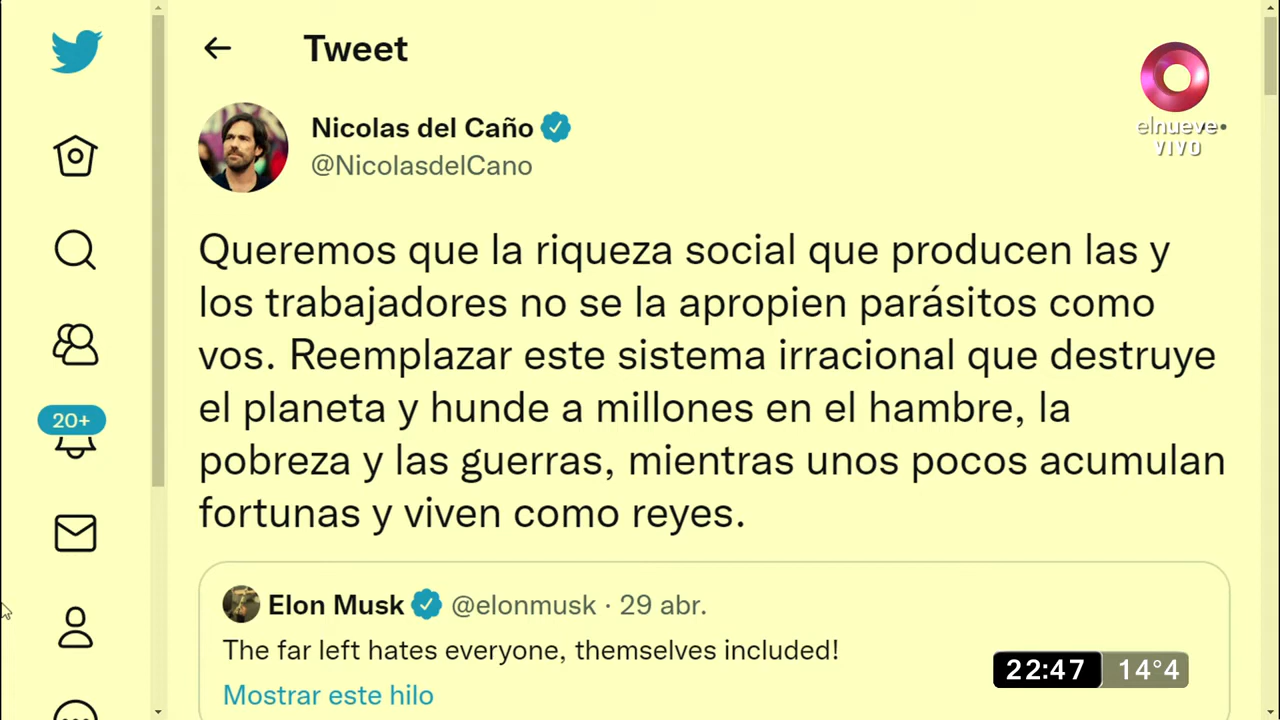 Tweet
Nicolas del Caño
@NicolasdelCano
elnueve
VIVO
Queremos que la riqueza social que producen las y
los trabajadores no se la apropien parásitos como
vos. Reemplazar este sistema irracional que destruye
el planeta y hunde a millones en el hambre, la
pobreza y las guerras, mientras unos pocos acumulan
fortunas y viven como reyes.
20+
Elon Musk @elonmusk · 29 abr.
The far left hates everyone, themselves included!
Mostrar este hilo
22:47 14°4